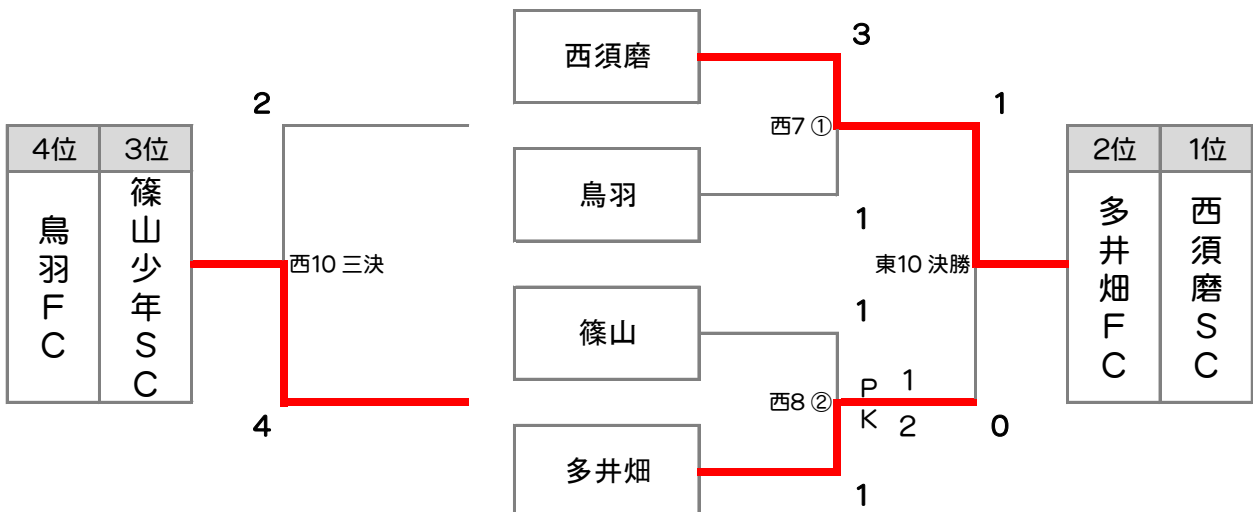 西須磨
3
2
1
4位
3位
西7 ①
2位
1位
鳥羽FC
篠山少年SC
鳥羽
1
多井畑FC
西須磨SC
西10 三決
東10 決勝
1
篠山
西8 ②
PK
1
2
4
0
多井畑
1